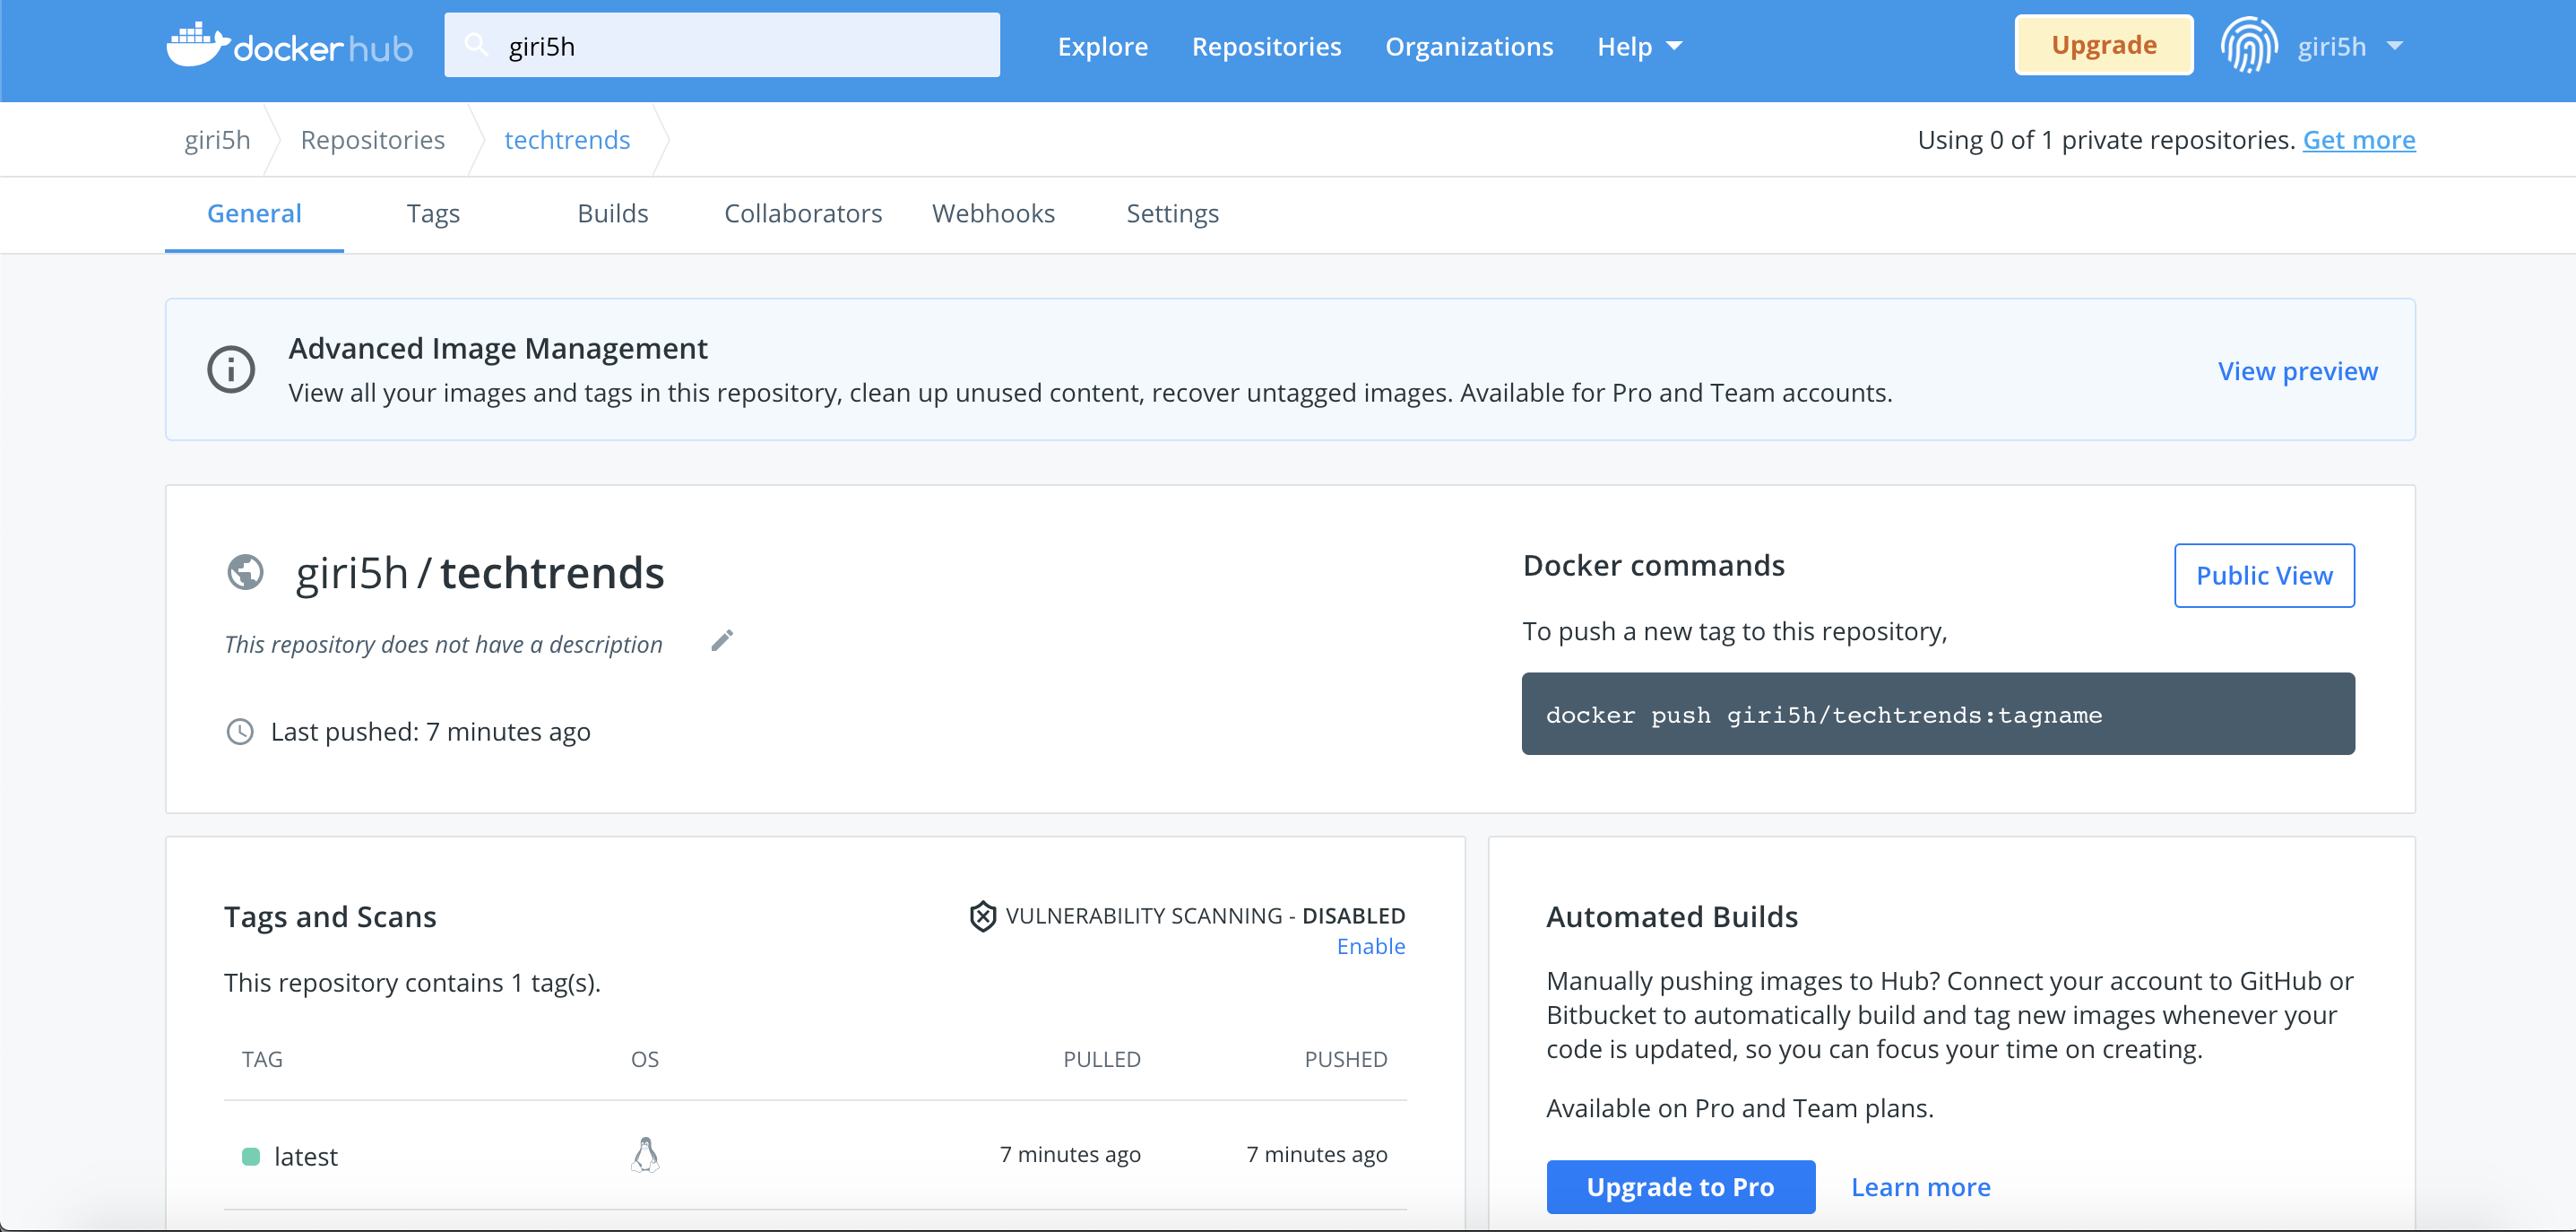 docker hub
giri5h
Explore Repositories Organizations Help
Upgrade
giri5h
giri5h Repositories techtrends
Using 0 of 1 private repositories. Get more
General Tags Builds Collaborators Webhooks Settings
Advanced Image Management
View all your images and tags in this repository, clean up unused content, recover untagged images. Available for Pro and Team accounts.
View preview
giri5h / techtrends
This repository does not have a description
Last pushed: 7 minutes ago
Docker commands
Public View
To push a new tag to this repository,
docker push giri5h/techtrends:tagname
Tags and Scans
VULNERABILITY SCANNING - DISABLED
Enable
This repository contains 1 tag(s).
TAG OS PULLED PUSHED
latest 7 minutes ago 7 minutes ago
Automated Builds
Manually pushing images to Hub? Connect your account to GitHub or
Bitbucket to automatically build and tag new images whenever your
code is updated, so you can focus your time on creating.
Available on Pro and Team plans.
Upgrade to Pro Learn more